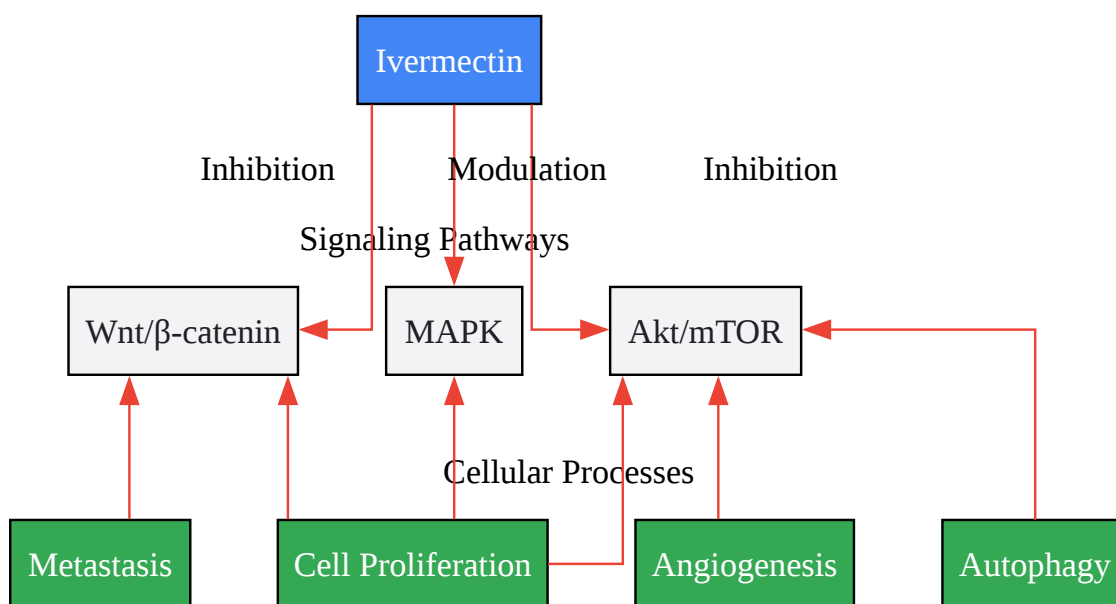 Ivermectin
Inhibition
Modulation
Inhibition
Signaling Pathways
Wnt/β-catenin
MAPK
Akt/mTOR
Cellular Processes
Metastasis
Cell Proliferation
Angiogenesis
Autophagy